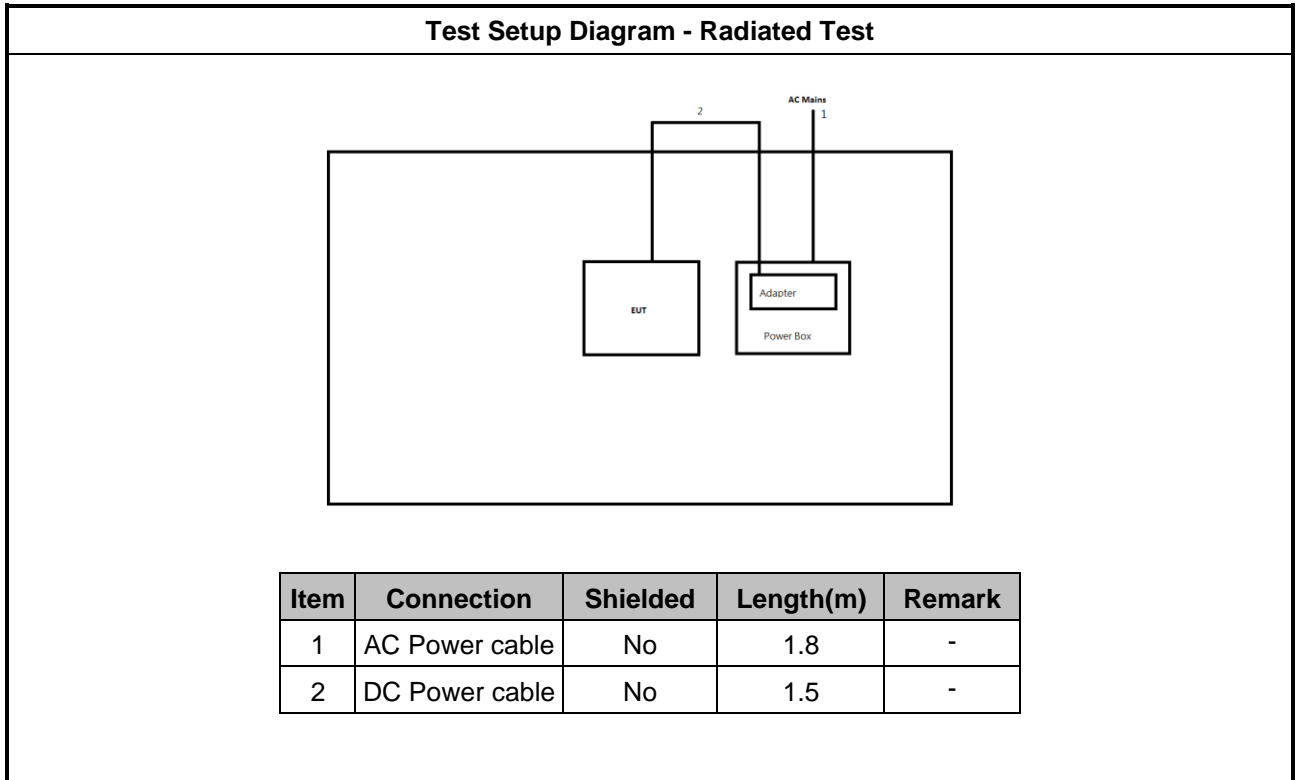 Test Setup Diagram - Radiated Test
AC Mains
2
1
Adapter
EUT
Power Box
Item Connection Shielded Length(m) Remark
1 AC Power cable No 1.8 -
2 DC Power cable No 1.5 -